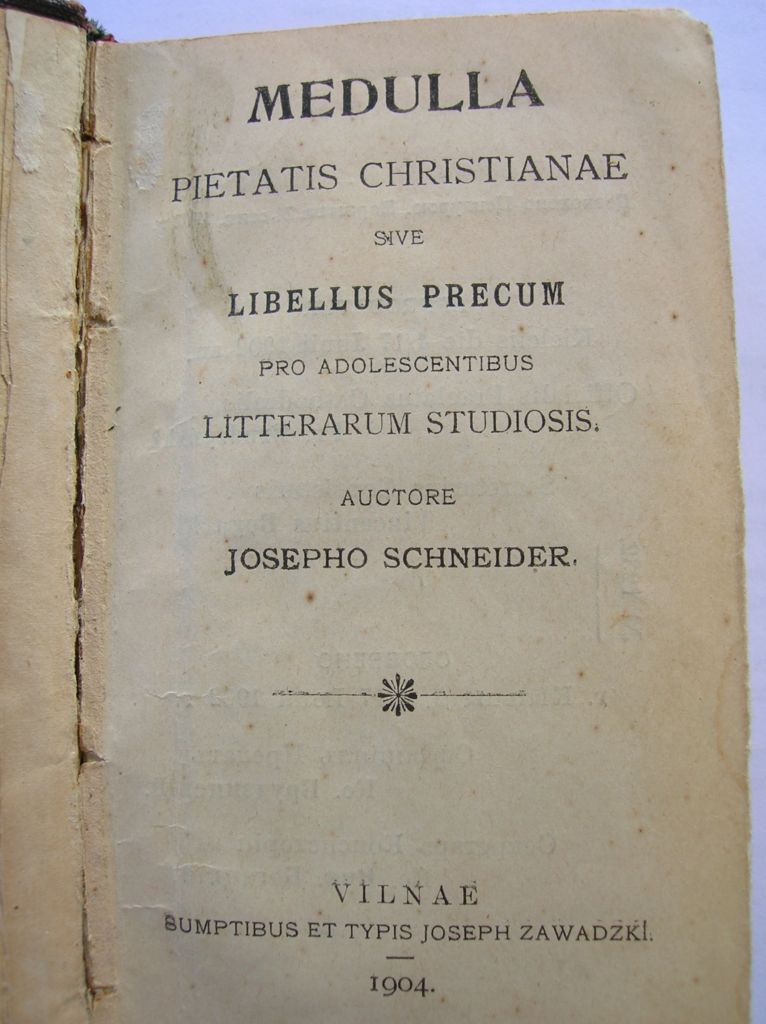 MEDULLA
PIETATIS CHRISTIANAE
SIVE
LIBELLUS PRECUM
PRO ADOLESCENTIBUS
LITTERARUM STUDIOSIS.
AUCTORE
JOSEPHO SCHNEIDER.
VILNAE
SUMPTIBUS ET TYPIS JOSEPH ZAWADZKI.
1904.